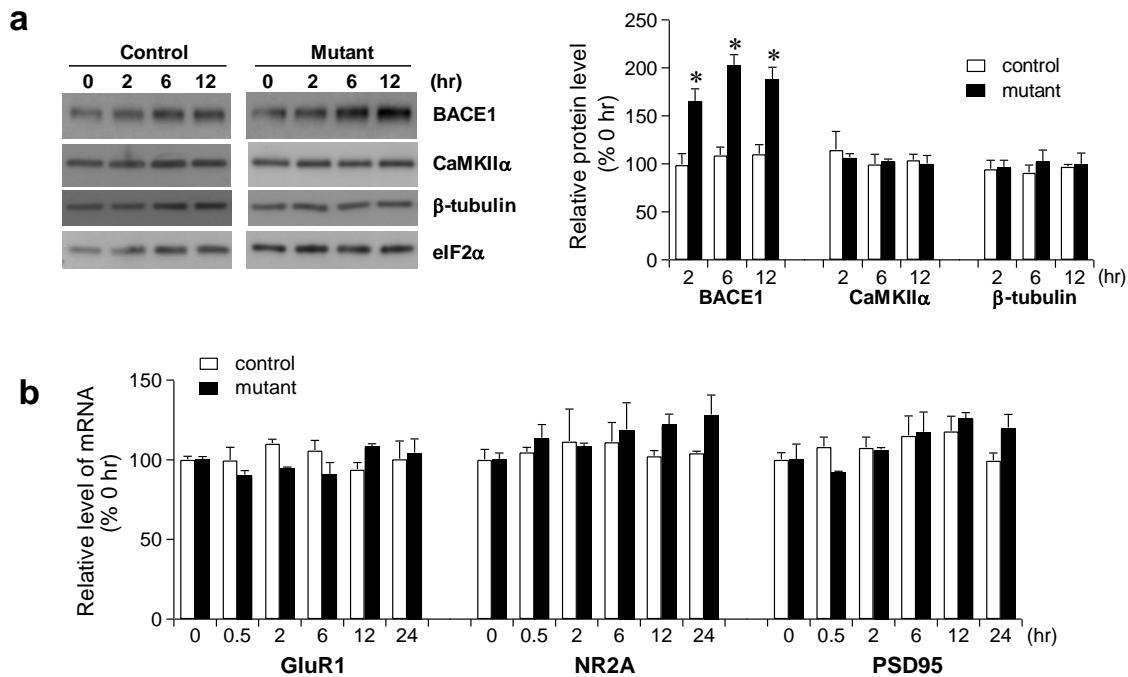 a
Control Mutant
0 2 6 12 0 2 6 12 (hr)
BACE1
CaMKIIα
β-tubulin
eIF2α
Relative protein level
(% 0 hr)
250
200
150
100
50
0
* * *
control
mutant
2 6 12 2 6 12 2 6 12 (hr)
BACE1 CaMKIIα β-tubulin
b
control
mutant
Relative level of mRNA
(% 0 hr)
150
100
50
0
0 0.5 2 6 12 24 0 0.5 2 6 12 24 0 0.5 2 6 12 24 (hr)
GluR1 NR2A PSD95